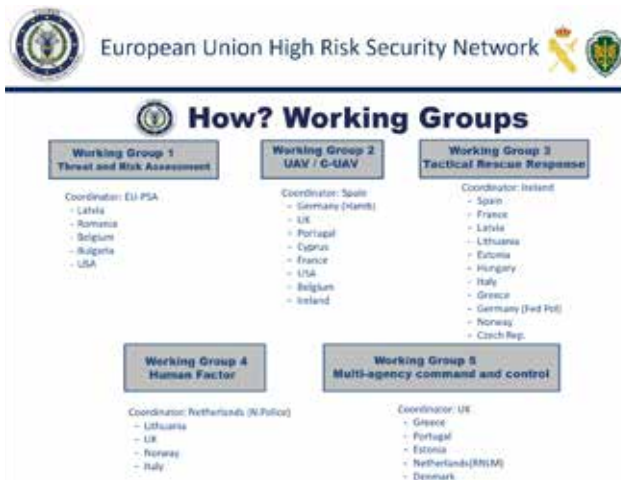 European Union High Risk Security Network
How? Working Groups
Working Group 1
Threat and Risk Assessment
Coordinator: EU-PSA
- Latvia
- Romania
- Belgium
- Bulgaria
- USA
Working Group 2
UAV / C-UAV
Coordinator: Spain
- Germany (Hamb)
- UK
- Portugal
- Cyprus
- France
- USA
- Belgium
- Ireland
Working Group 3
Tactical Rescue Response
Coordinator: Ireland
- Spain
- France
- Latvia
- Lithuania
- Estonia
- Hungary
- Italy
- Greece
- Germany (Fed Pol)
- Norway
- Czech Rep.
Working Group 4
Human Factor
Coordinator: Netherlands (N.Police)
- Lithuania
- UK
- Norway
- Italy
Working Group 5
Multi-agency command and control
Coordinator: UK
- Greece
- Portugal
- Estonia
- Netherlands(RNLM)
- Denmark